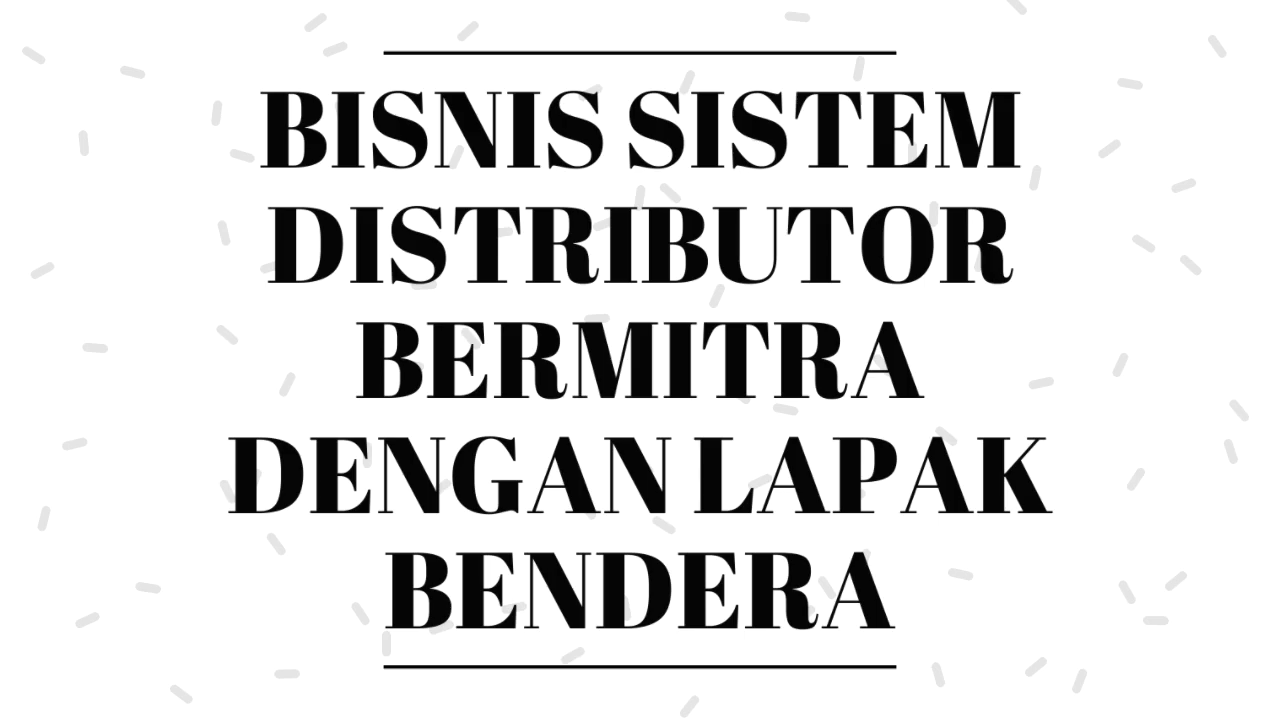 BISNIS SISTEM
DISTRIBUTOR
BERMITRA
DENGAN LAPAK
BENDERA